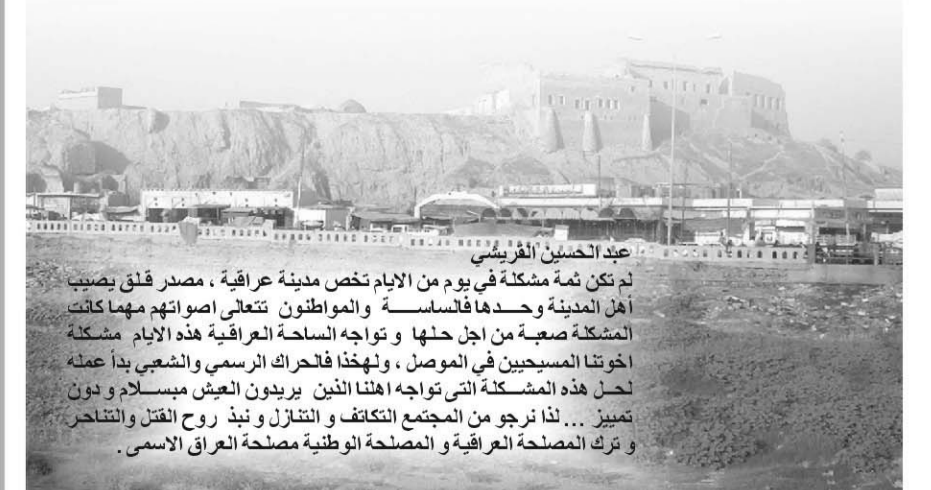 عبد الحسين القريشي
لم تكن ثمة مشكلة في يوم من الايام تخص مدينة عراقية ، مصدر قلق يصيب
أهل المدينة وحدها فالساسة والمواطنون تتعالى اصواتهم مهما كانت
المشكلة صعبة من اجل حلها و تواجه الساحة العراقية هذه الايام مشكلة
اخوتنا المسيحيين في الموصل ، ولهخذا فالحراك الرسمي والشعبي بدأ عمله
لحل هذه المشكلة التى تواجه اهلنا الذين يريدون العيش مبسلام و دون
تمييز ... لذا نرجو من المجتمع التكاتف و التنازل و نبذ روح القتل والتناحر
و ترك المصلحة العراقية و المصلحة الوطنية مصلحة العراق الاسمى .